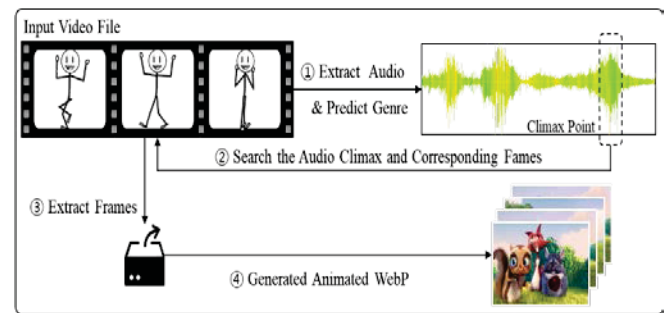 Input Video File
① Extract Audio
& Predict Genre
Climax Point
② Search the Audio Climax and Corresponding Fames
③ Extract Frames
④ Generated Animated WebP